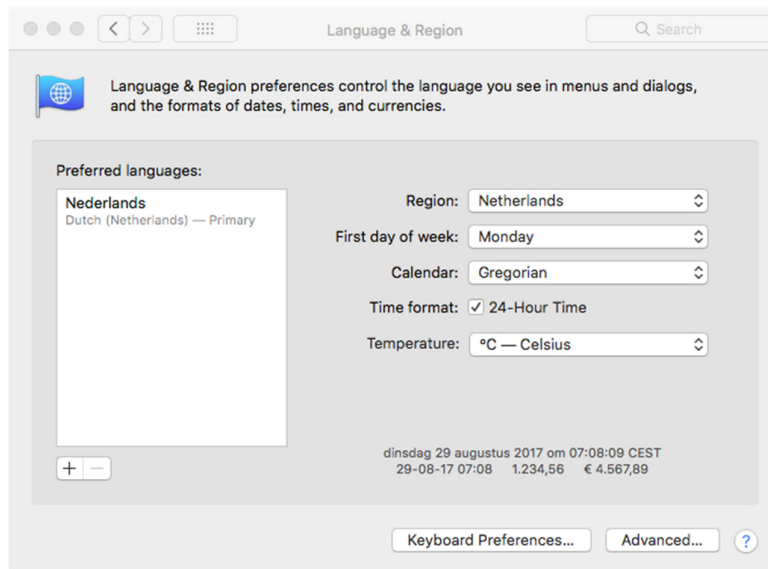 Language & Region
Search
Language & Region preferences control the language you see in menus and dialogs,
and the formats of dates, times, and currencies.
Preferred languages:
Nederlands
Dutch (Netherlands) — Primary
Region: Netherlands
First day of week: Monday
Calendar: Gregorian
Time format: 24-Hour Time
Temperature: °C — Celsius
dinsdag 29 augustus 2017 om 07:08:09 CEST
29-08-17 07:08 1.234,56 € 4.567,89
Keyboard Preferences... Advanced... ?